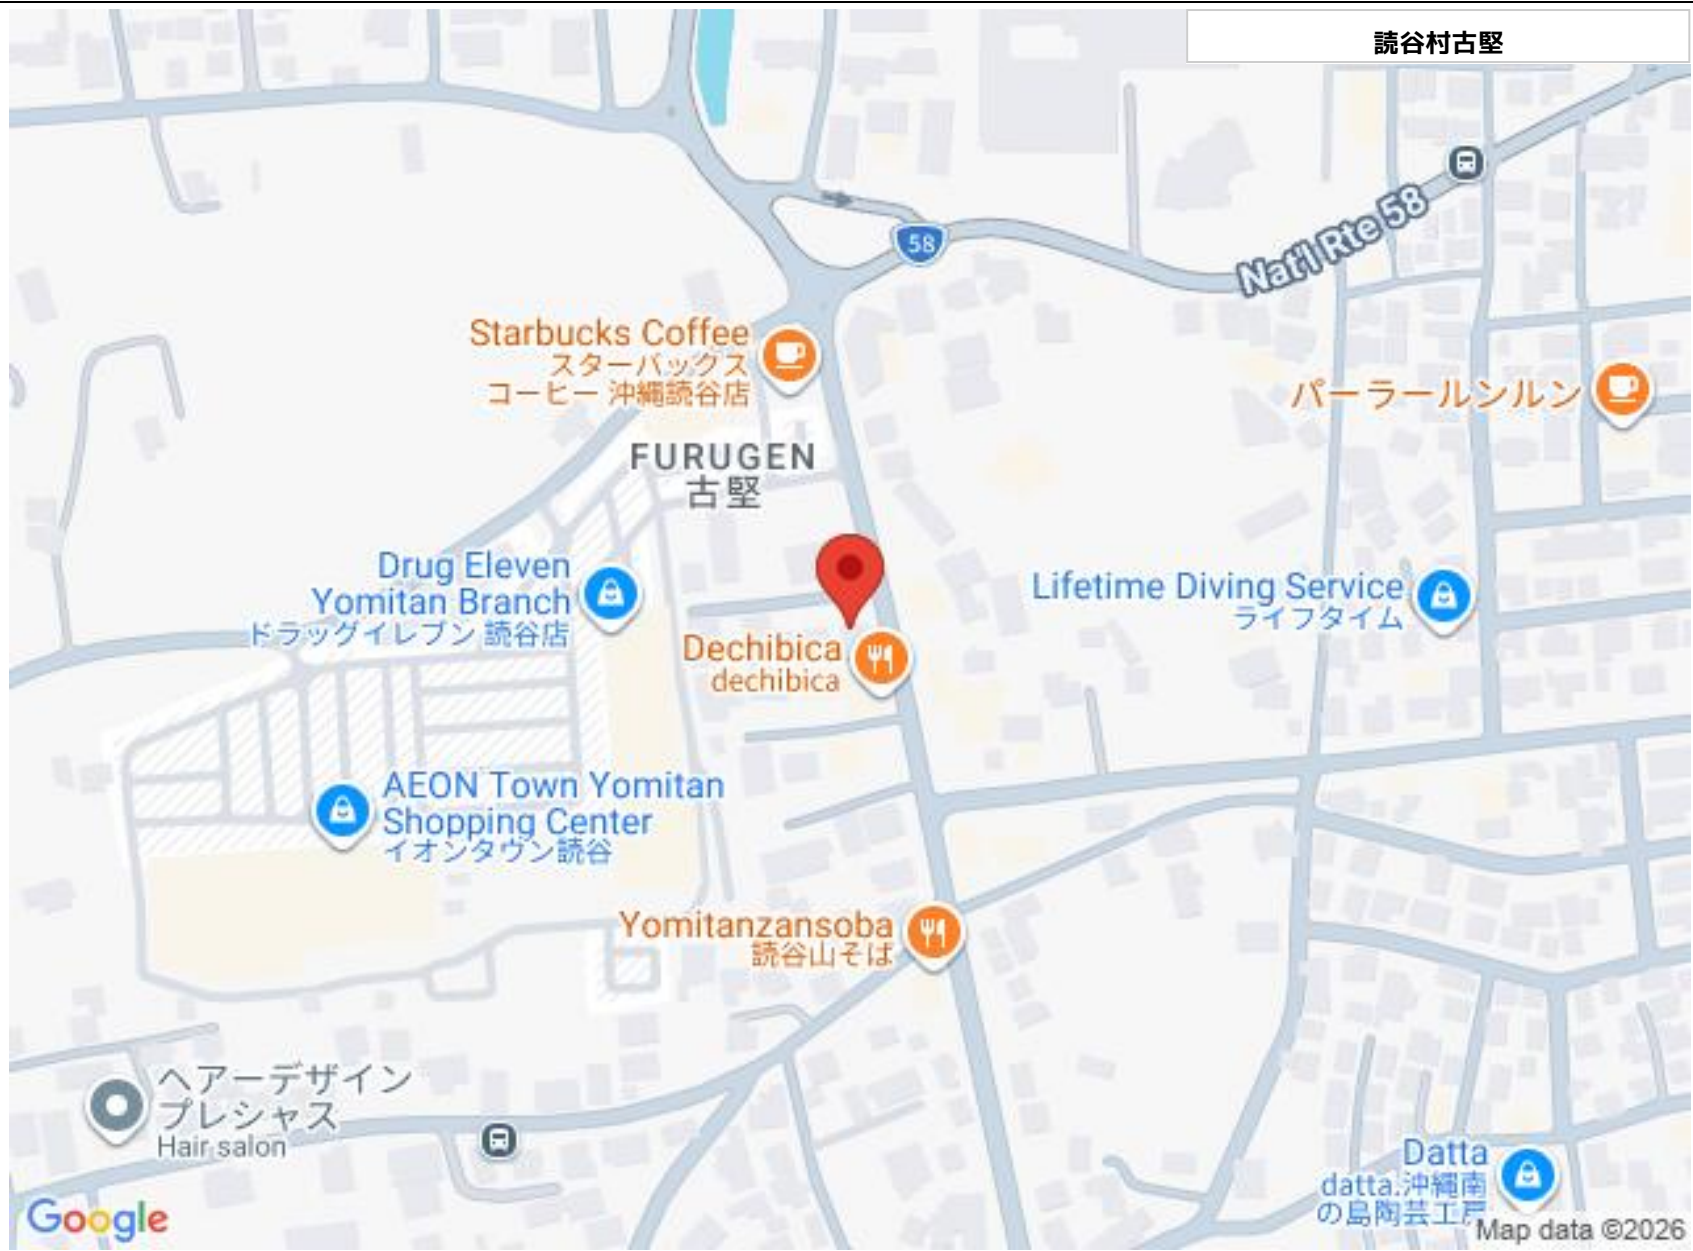 読谷村古堅
58
Nat'l Rte 58
Starbucks Coffee
スターバックス
コーヒー 沖縄読谷店
パーラールンルン
FURUGEN
古堅
Drug Eleven
Yomitan Branch
ドラッグイレブン 読谷店
Lifetime Diving Service
ライフタイム
Dechibica
dechibica
AEON Town Yomitan
Shopping Center
イオンタウン読谷
Yomitanzansoba
読谷山そば
ヘアーデザイン
プレシャス
Hair salon
Datta
datta.沖縄南
の島陶芸工房
Google
Map data ©2026